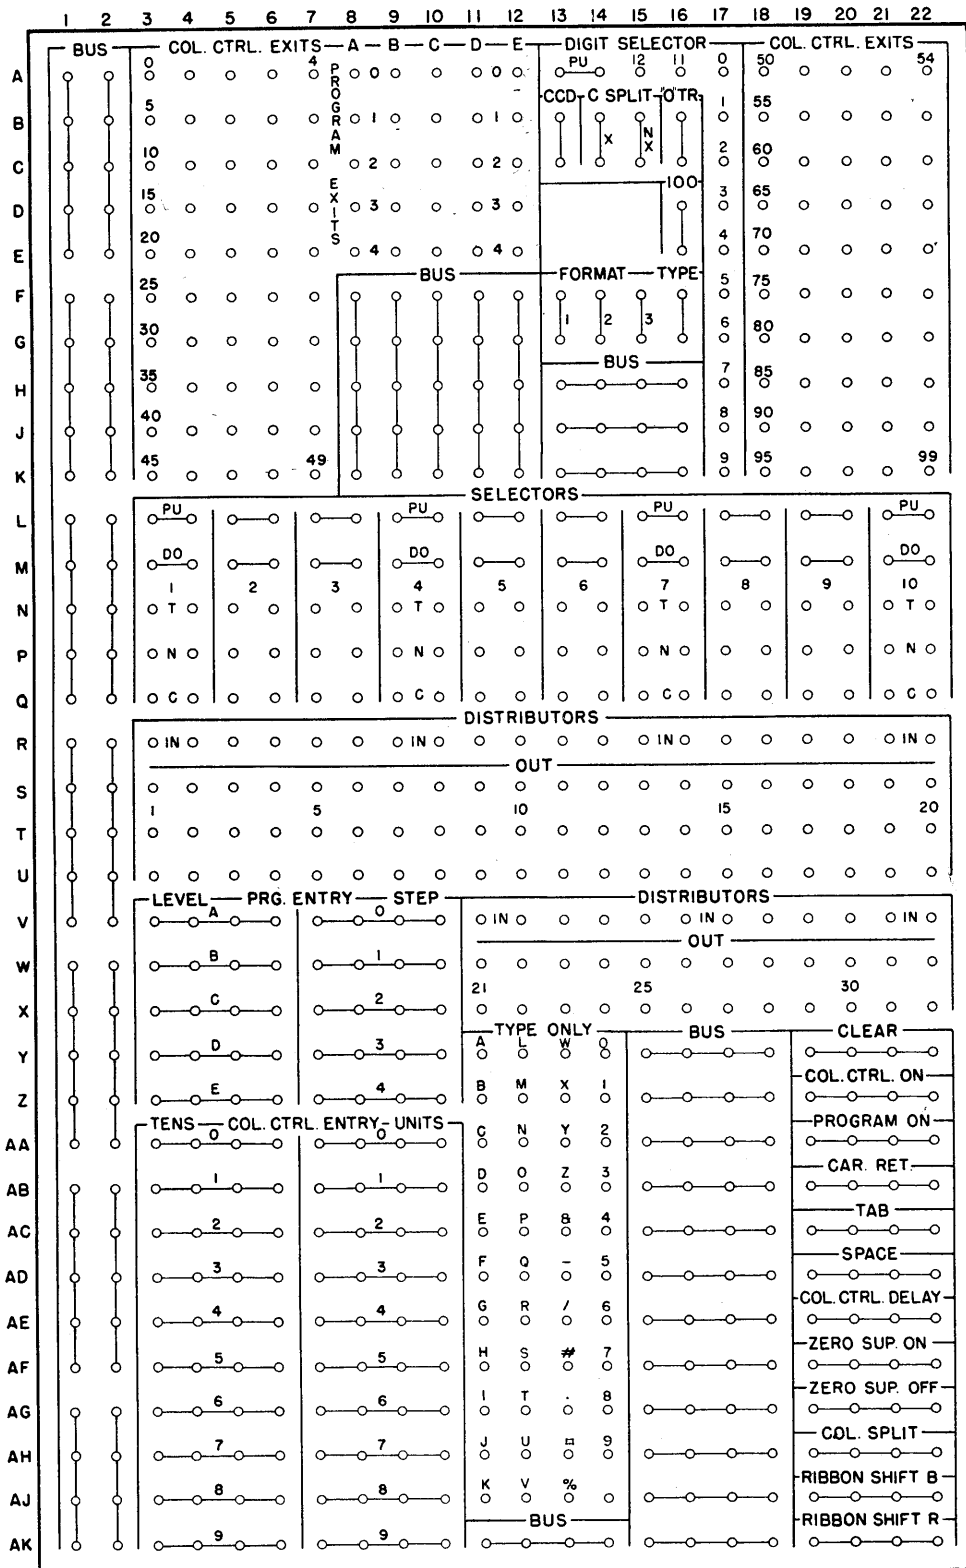 1 2 3 4 5 6 7 8 9 10 11 12 13 14 15 16 17 18 19 20 21 22
BUS COL. CTRL. EXITS A B C D E DIGIT SELECTOR COL. CTRL. EXITS
A 0 4 PROGRAM EXITS 0 0 PU 12 11 0 50 54
CCD C SPLIT "O" TR.
B 5 1 1 X NX 1 55
C 10 2 2 2 60
100
D 15 3 3 3 65
E 20 4 4 4 70
BUS FORMAT TYPE
F 25 1 2 3 5 75
G 30 6 80
BUS
H 35 7 85
J 40 8 90
K 45 49 9 95 99
SELECTORS
L PU PU PU PU
M DO DO DO DO
1 2 3 4 5 6 7 8 9 10
N T T T T
P N N N N
Q C C C C
DISTRIBUTORS
R IN IN IN IN
OUT
S
1 5 10 15 20
T
U
LEVEL PRG. ENTRY STEP DISTRIBUTORS
V A 0 IN IN IN
OUT
W B 1
21 25 30
X C 2
TYPE ONLY BUS CLEAR
Y D 3 A L W 0
COL. CTRL. ON
Z E 4 B M X 1
TENS COL. CTRL. ENTRY UNITS PROGRAM ON
AA 0 0 C N Y 2
CAR. RET.
AB 1 1 D O Z 3
TAB
AC 2 2 E P & 4
SPACE
AD 3 3 F Q - 5
COL. CTRL. DELAY
AE 4 4 G R / 6
ZERO SUP. ON
AF 5 5 H S # 7
ZERO SUP. OFF
AG 6 6 I T . 8
COL. SPLIT
AH 7 7 J U ¤ 9
RIBBON SHIFT B
AJ 8 8 K V %
BUS RIBBON SHIFT R
AK 9 9